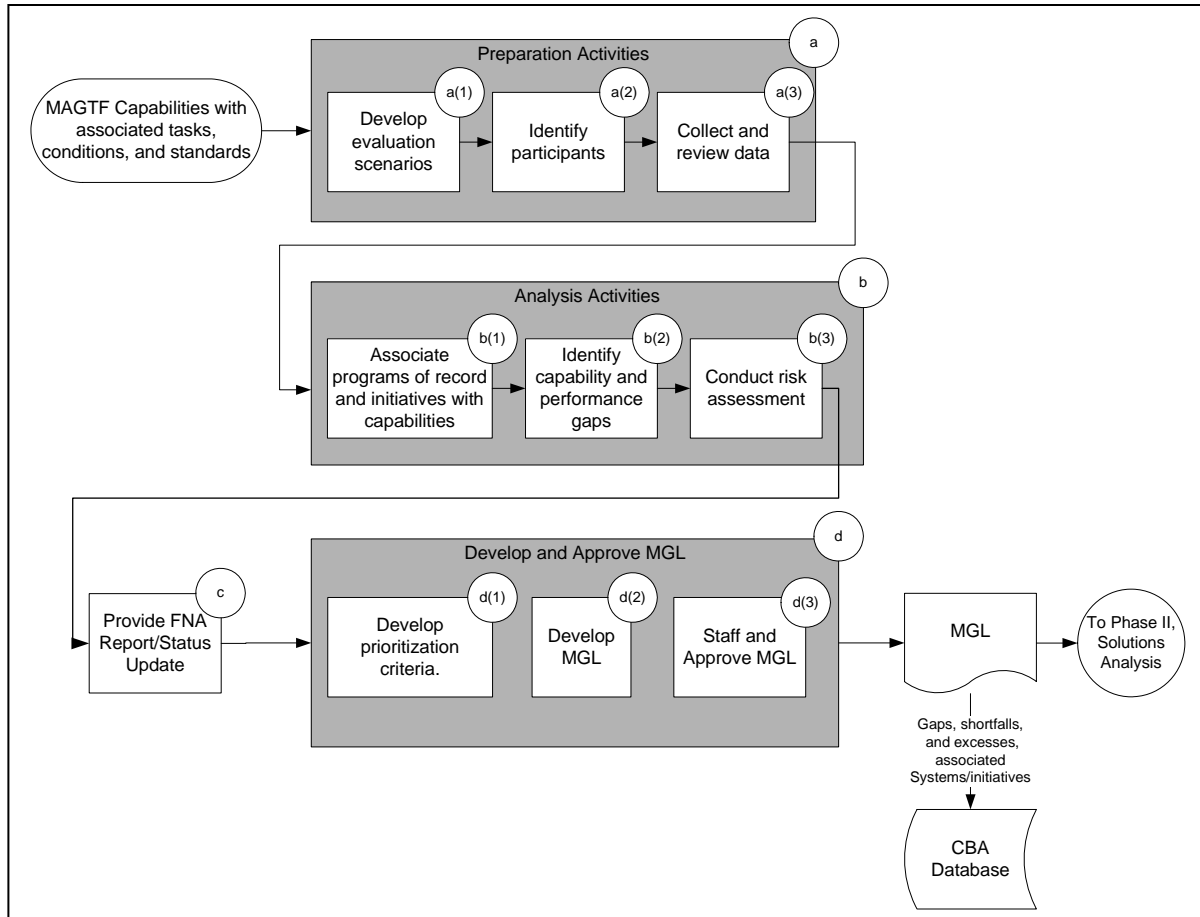 Preparation Activities
a
MAGTF Capabilities with
associated tasks,
conditions, and standards
a(1)
Develop
evaluation
scenarios
a(2)
Identify
participants
a(3)
Collect and
review data
Analysis Activities
b
b(1)
Associate
programs of record
and initiatives with
capabilities
b(2)
Identify
capability and
performance
gaps
b(3)
Conduct risk
assessment
c
Provide FNA
Report/Status
Update
Develop and Approve MGL
d
d(1)
Develop
prioritization
criteria.
d(2)
Develop
MGL
d(3)
Staff and
Approve MGL
MGL
To Phase II,
Solutions
Analysis
Gaps, shortfalls,
and excesses,
associated
Systems/initiatives
CBA
Database